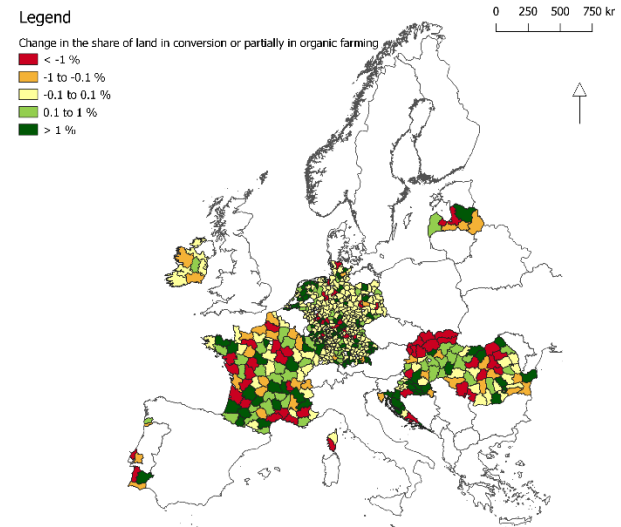 Legend
0 250 500 750 kr
Change in the share of land in conversion or partially in organic farming
< -1 %
-1 to -0.1 %
-0.1 to 0.1 %
0.1 to 1 %
> 1 %